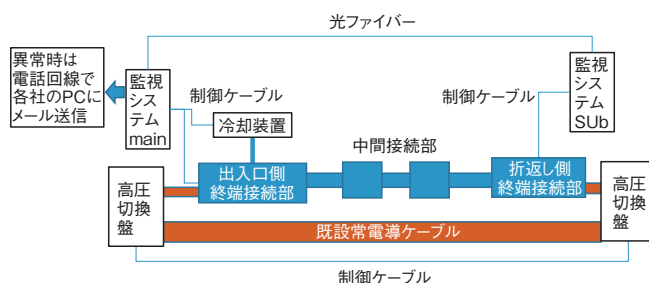 光ファイバー
異常時は
電話回線で
各社のPCに
メール送信
監視
システム
main
制御ケーブル
冷却装置
中間接続部
制御ケーブル
監視
システム
SUb
出入口側
終端接続部
折返し側
終端接続部
高圧
切換
盤
既設常電導ケーブル
高圧
切換
盤
制御ケーブル